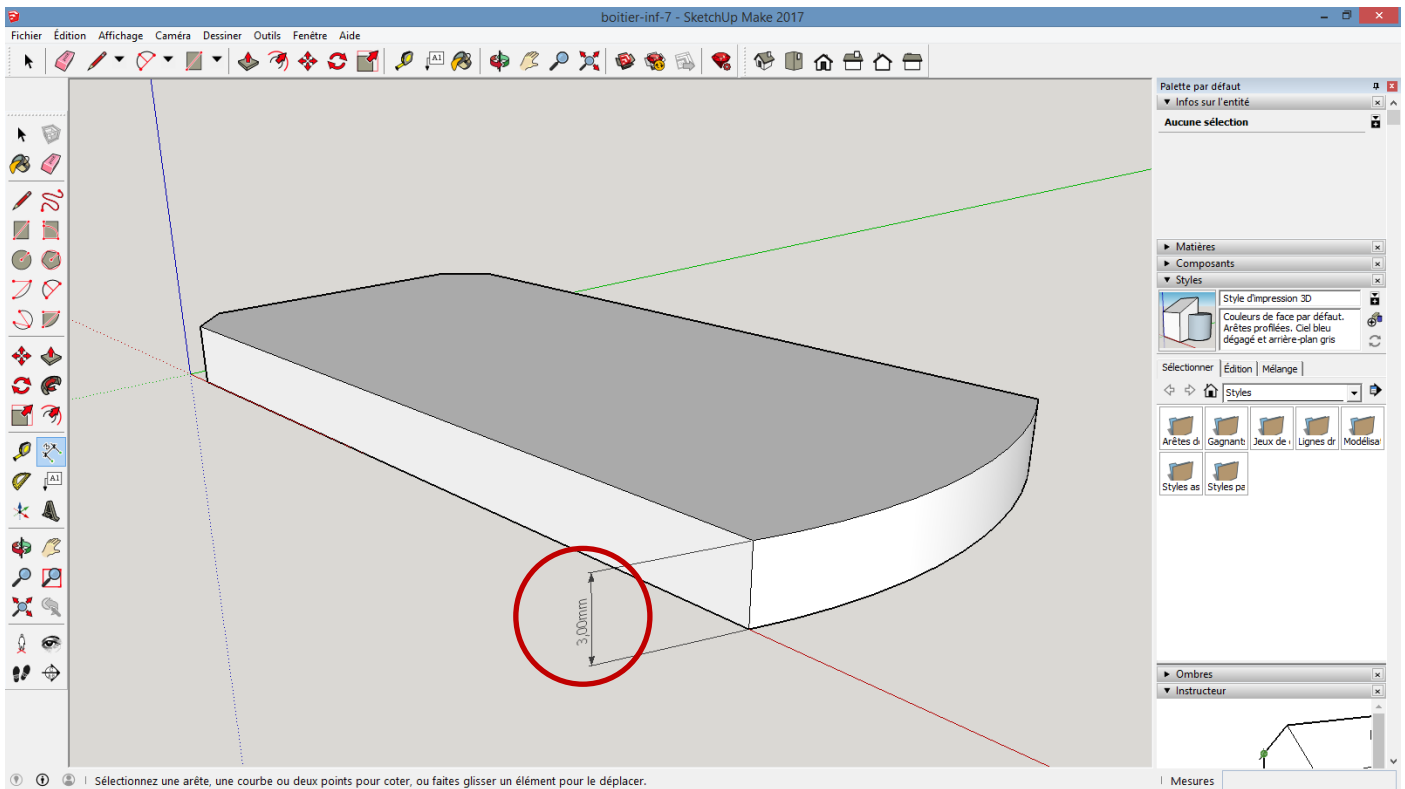 boitier-inf-7 - SketchUp Make 2017
Fichier Édition Affichage Caméra Dessiner Outils Fenêtre Aide
A1
Palette par défaut
Infos sur l'entité
Aucune sélection
Matières
Composants
Styles
Style d'impression 3D
Couleurs de face par défaut.
Arêtes profilées. Ciel bleu
dégagé et arrière-plan gris
Sélectionner Édition Mélange
Styles
Arêtes de Gagnants Jeux de Lignes dr Modélisat
Styles as Styles pa
A1
3,00mm
Ombres
Instructeur
Sélectionnez une arête, une courbe ou deux points pour coter, ou faites glisser un élément pour le déplacer.
Mesures